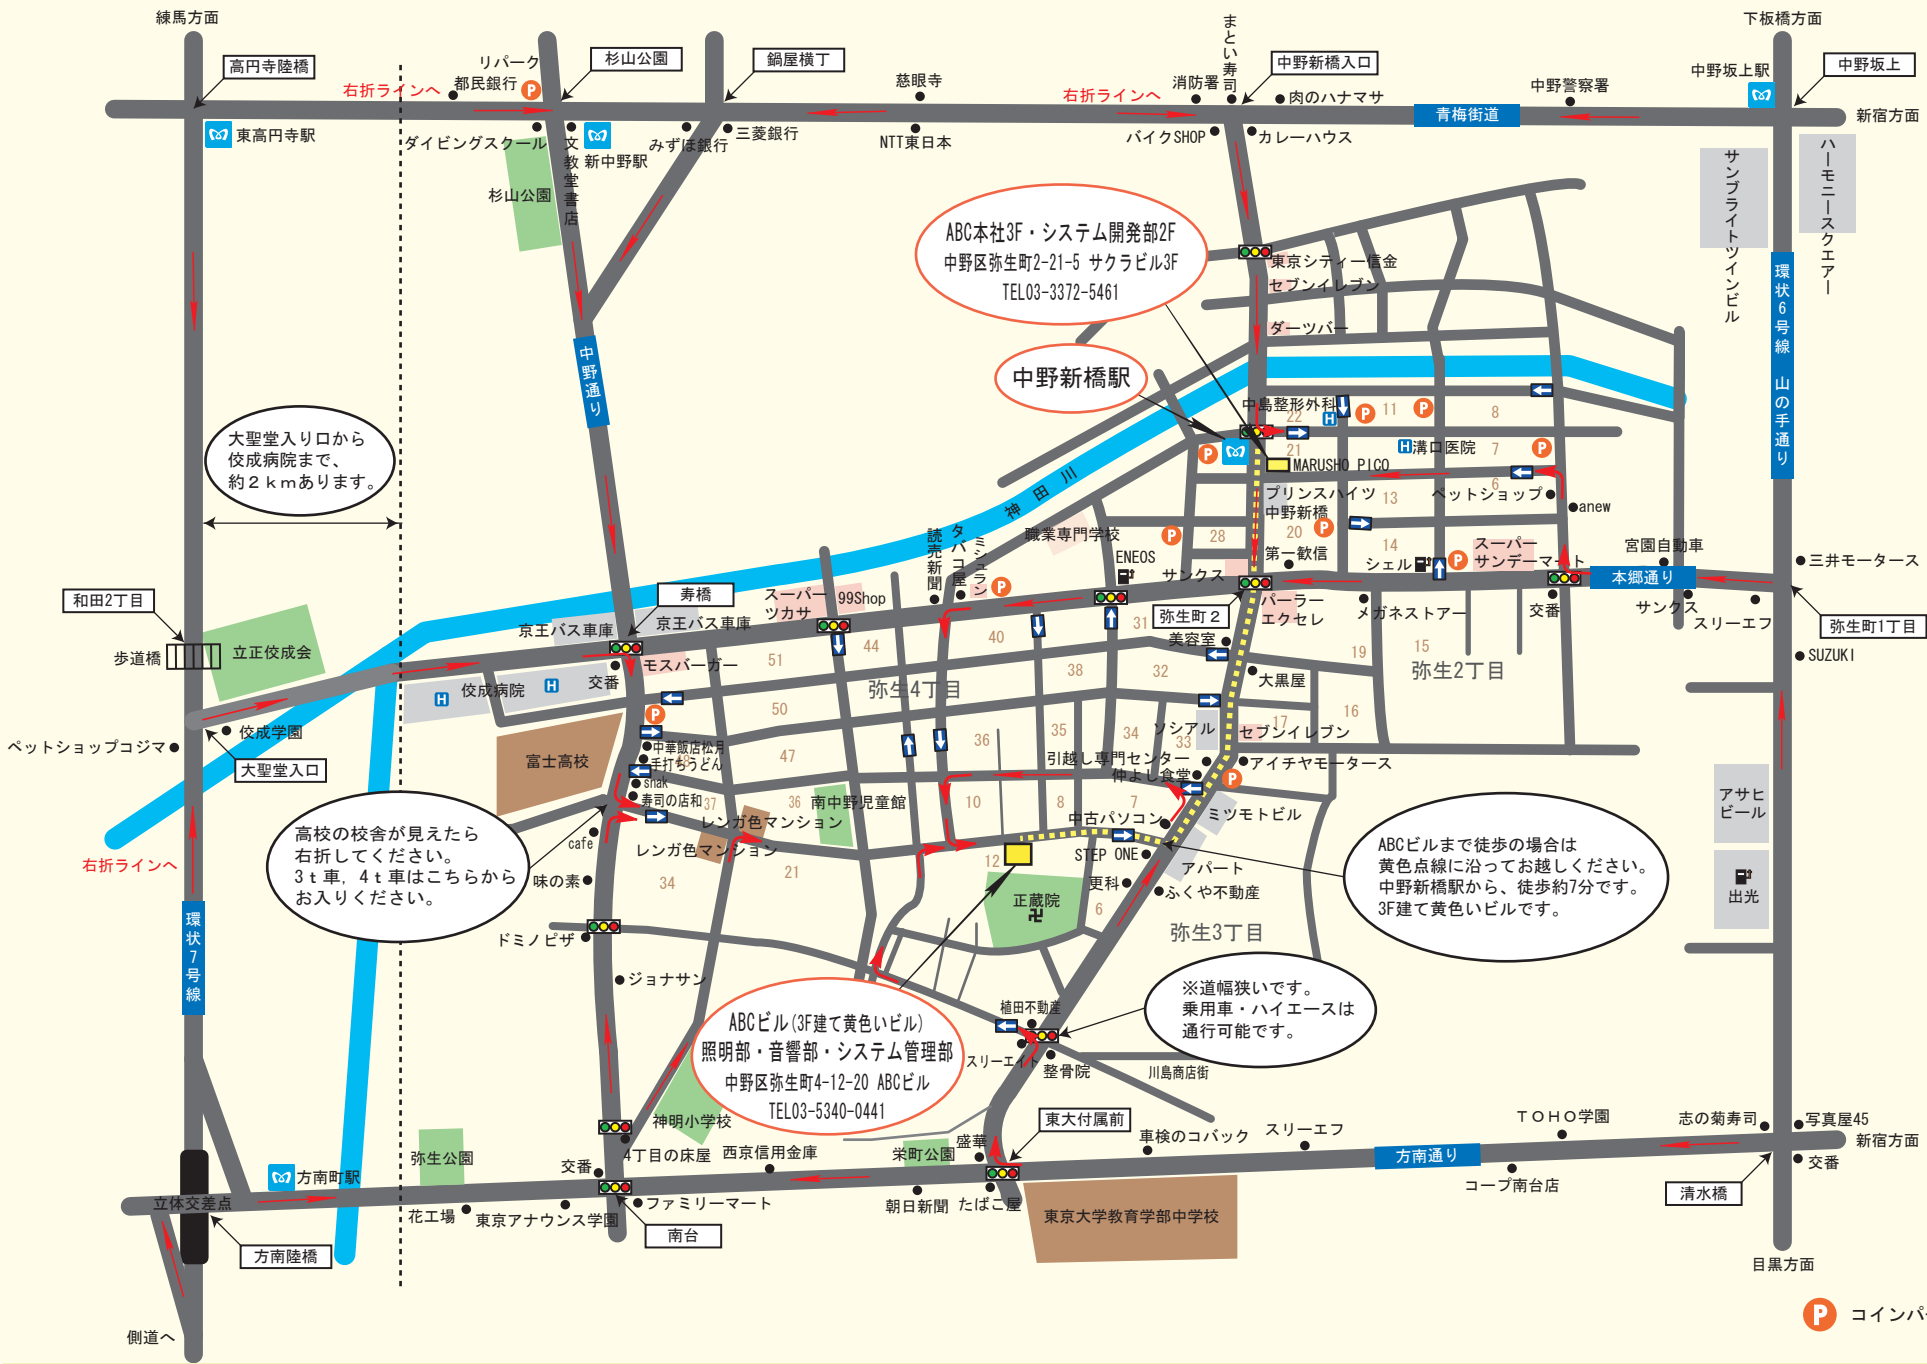 練馬方面
下板橋方面
高円寺陸橋
リパーク
都民銀行
杉山公園
鍋屋横丁
慈眼寺
消防署
まとい寿司
中野新橋入口
肉のハナマサ
中野警察署
中野坂上駅
中野坂上
右折ラインへ
右折ラインへ
青梅街道
新宿方面
東高円寺駅
ダイビングスクール
文教堂書店
新中野駅
みずほ銀行
三菱銀行
NTT東日本
バイクSHOP
カレーハウス
杉山公園
サンブライトツインビル
ハーモニースクエアー
ABC本社3F・システム開発部2F
中野区弥生町2-21-5 サクラビル3F
TEL03-3372-5461
東京シティー信金
セブンイレブン
ダーツバー
環状6号線 山の手通り
中野通り
中野新橋駅
中島整形外科
22
11
8
大聖堂入り口から
佼成病院まで、
約2kmあります。
21
溝口医院
7
MARUSHO PICO
神田川
プリンスハイツ
中野新橋
13
6
ペットショップ
anew
職業専門学校
28
20
14
読売新聞
タバコ屋
ミシュラン
ENEOS
サンクス
第一歓信
シェル
スーパー
サンデーマート
宮園自動車
三井モータース
本郷通り
和田2丁目
寿橋
スーパー
ツカサ
99Shop
弥生町2
パーラー
エクセレ
メガネストアー
交番
サンクス
スリーエフ
弥生町1丁目
歩道橋
立正佼成会
京王バス車庫
京王バス車庫
44
40
31
美容室
15
SUZUKI
モスバーガー
51
38
32
19
弥生2丁目
佼成病院
交番
弥生4丁目
大黒屋
50
35
34
33
17
16
ソシアル
セブンイレブン
佼成学園
ペットショップコジマ
大聖堂入口
富士高校
中華飯店松月
48
手打ちうどん
snak
寿司の店和
47
36
引越し専門センター
仲よし食堂
アイチヤモータース
37
36
南中野児童館
10
8
7
中古パソコン
ミツモトビル
アサヒ
ビール
高校の校舎が見えたら
右折してください。
3t車, 4t車はこちらから
お入りください。
cafe
レンガ色マンション
レンガ色マンション
12
STEP ONE
アパート
ABCビルまで徒歩の場合は
黄色点線に沿ってお越しください。
中野新橋駅から、徒歩約7分です。
3F建て黄色いビルです。
右折ラインへ
味の素
34
21
更科
ふくや不動産
出光
正蔵院
6
環状7号線
ドミノピザ
弥生3丁目
ジョナサン
※道幅狭いです。
乗用車・ハイエースは
通行可能です。
ABCビル(3F建て黄色いビル)
照明部・音響部・システム管理部
中野区弥生町4-12-20 ABCビル
TEL03-5340-0441
植田不動産
スリーエイト
整骨院
川島商店街
神明小学校
東大付属前
TOHO学園
志の菊寿司
写真屋45
弥生公園
4丁目の床屋
西京信用金庫
栄町公園
盛華
車検のコバック
スリーエフ
新宿方面
方南町駅
交番
方南通り
交番
立体交差点
花工場
東京アナウンス学園
ファミリーマート
朝日新聞
たばこ屋
東京大学教育学部中学校
コープ南台店
清水橋
方南陸橋
南台
目黒方面
側道へ
P コインパ